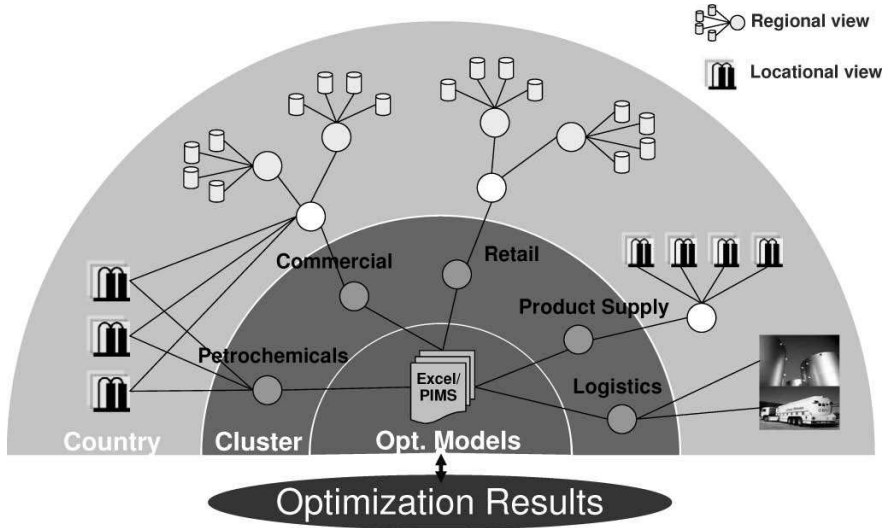 Regional view
Locational view
Commercial
Retail
Product Supply
Petrochemicals
Excel/
PIMS
Logistics
Country
Cluster
Opt. Models
Optimization Results